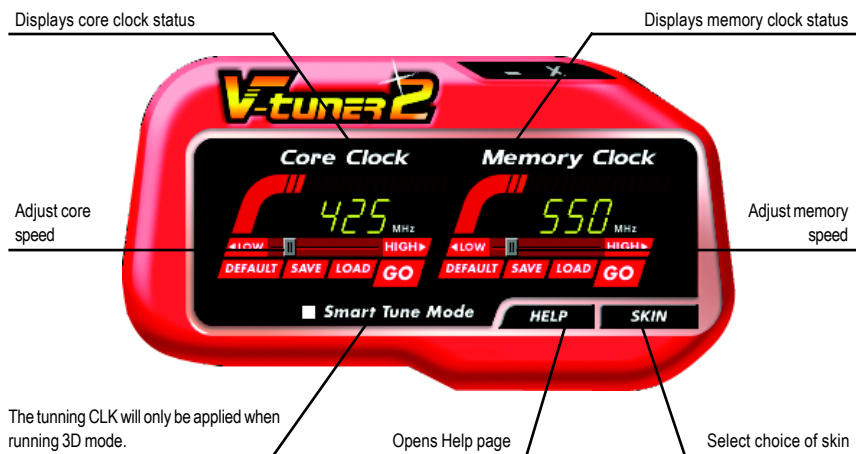 Displays core clock status
Displays memory clock status
V-tuner 2
- X
Core Clock
Memory Clock
425 MHz
550 MHz
Adjust core
speed
Adjust memory
speed
◄LOW HIGH►
◄LOW HIGH►
DEFAULT SAVE LOAD GO
DEFAULT SAVE LOAD GO
Smart Tune Mode
HELP
SKIN
The tunning CLK will only be applied when
running 3D mode.
Opens Help page
Select choice of skin